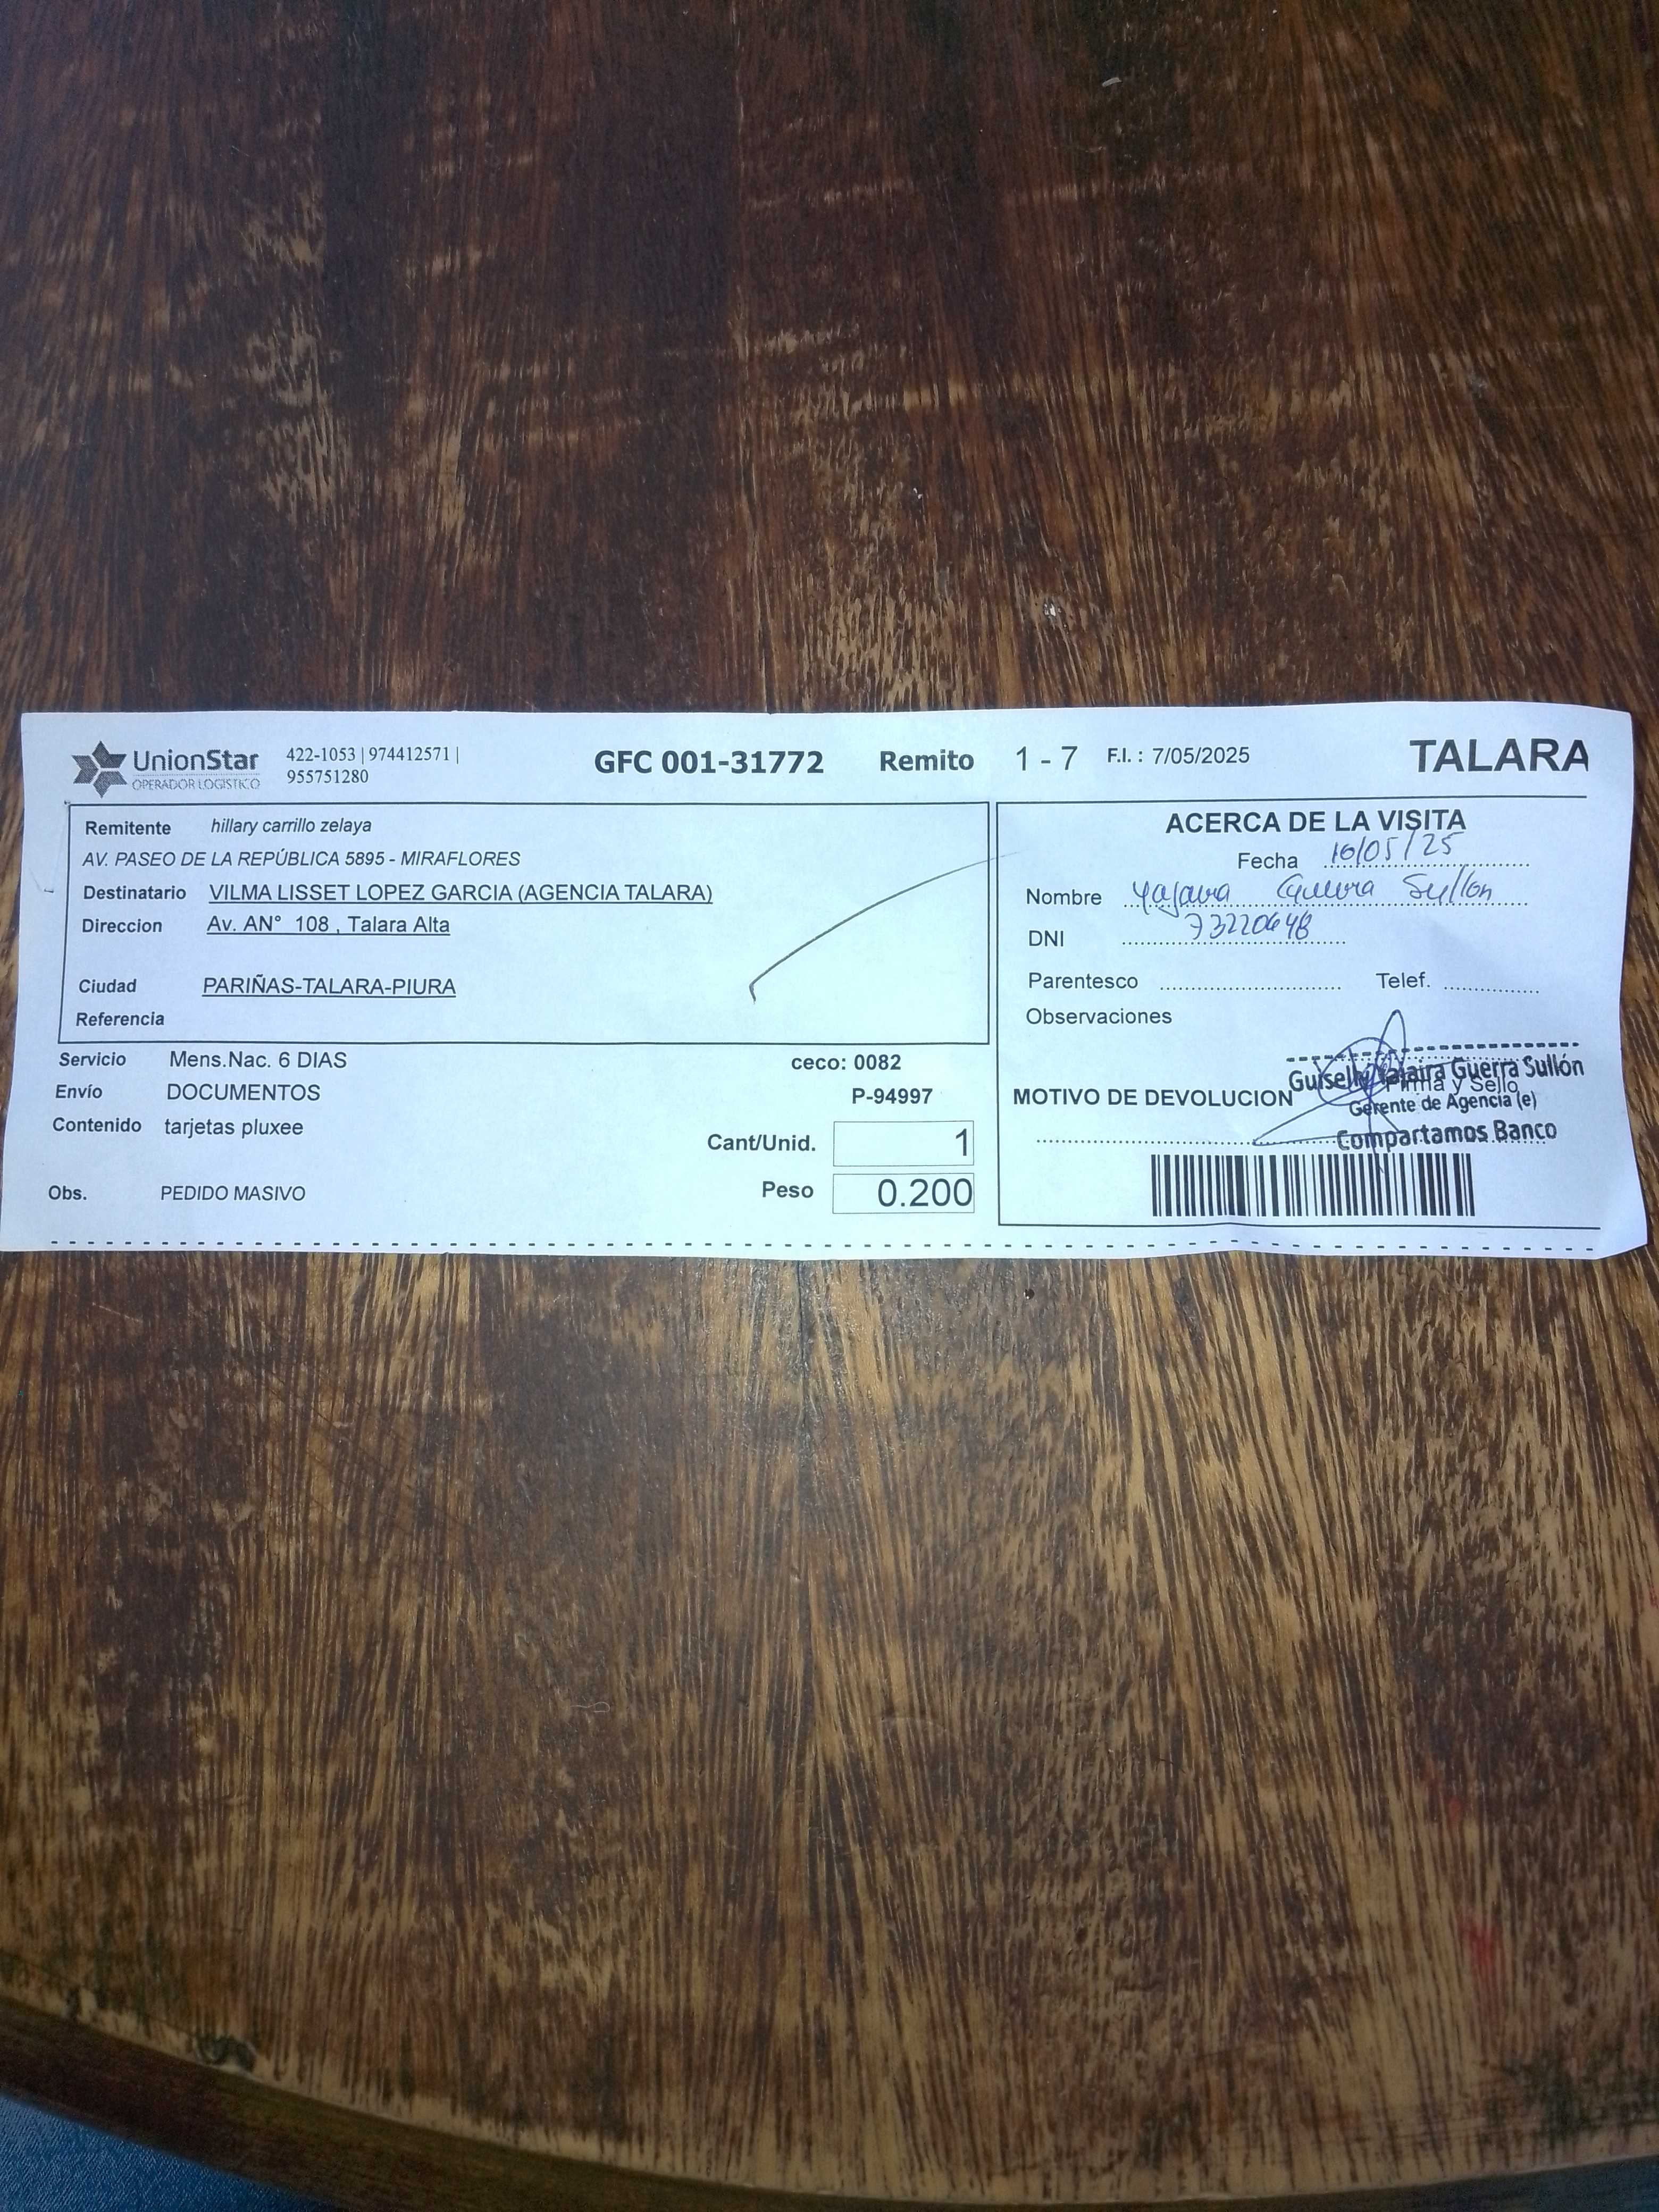 UnionStar
OPERADOR LOGISTICO
422-1053 | 974412571 |
955751280
GFC 001-31772 Remito 1 - 7 F.I. : 7/05/2025 TALARA
Remitente hillary carrillo zelaya
AV. PASEO DE LA REPÚBLICA 5895 - MIRAFLORES
Destinatario VILMA LISSET LOPEZ GARCIA (AGENCIA TALARA)
Direccion Av. AN° 108 , Talara Alta
Ciudad PARIÑAS-TALARA-PIURA
Referencia
Servicio Mens.Nac. 6 DIAS ceco: 0082
Envío DOCUMENTOS P-94997
Contenido tarjetas pluxee
Cant/Unid. 1
Obs. PEDIDO MASIVO Peso 0.200
ACERCA DE LA VISITA
Fecha 10/05/25
Nombre Guerra Sullon
DNI 73220648
Parentesco Telef.
Observaciones
Guerra Sullón
Firma y Sello
MOTIVO DE DEVOLUCION
Gerente de Agencia (e)
Compartamos Banco